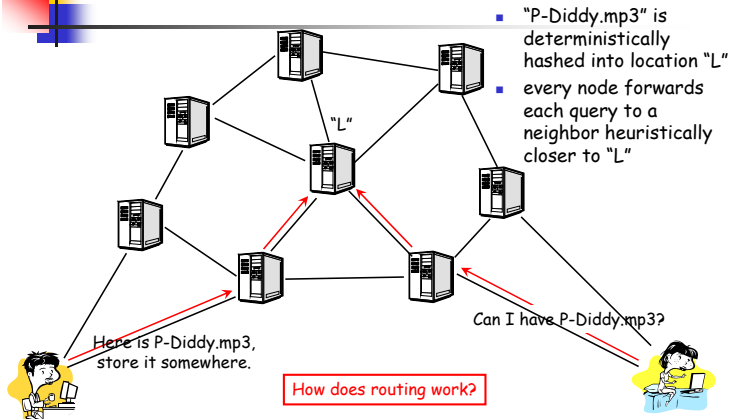 “P-Diddy.mp3” is
deterministically
hashed into location “L”
every node forwards
each query to a
neighbor heuristically
closer to “L”
“L”
Can I have P-Diddy.mp3?
Here is P-Diddy.mp3,
store it somewhere.
How does routing work?